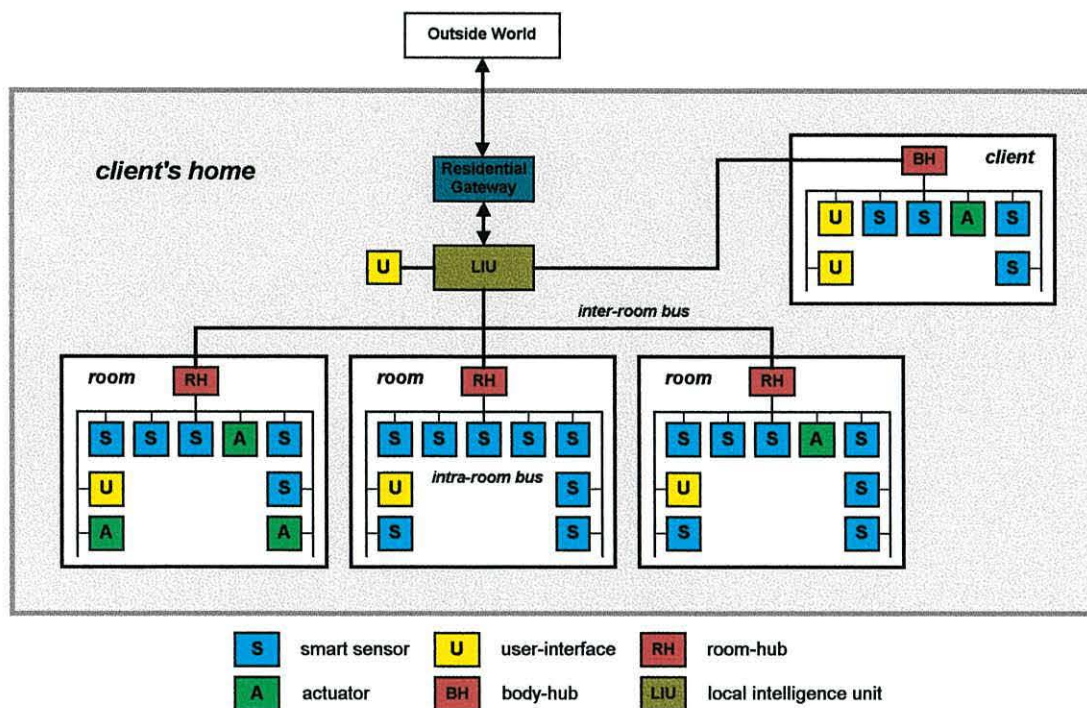 Outside World
client's home
Residential
Gateway
BH
client
U
S
S
A
S
U
S
U
LIU
inter-room bus
room
RH
S
S
S
A
S
U
S
A
A
room
RH
S
S
S
S
S
U
intra-room bus
S
S
S
room
RH
S
S
S
A
S
U
S
S
S
S smart sensor
U user-interface
RH room-hub
A actuator
BH body-hub
LIU local intelligence unit